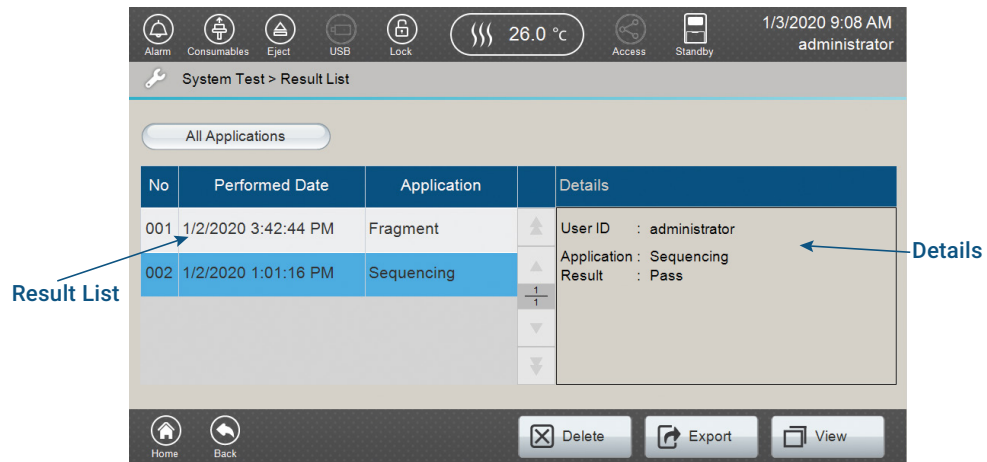 1/3/2020 9:08 AM
26.0 °C
administrator
Alarm Consumables Eject USB Lock Access Standby
System Test > Result List
All Applications
No Performed Date Application Details
001 1/2/2020 3:42:44 PM Fragment
User ID : administrator
Application : Sequencing
Details
002 1/2/2020 1:01:16 PM Sequencing
Result : Pass
Result List
1
1
Delete Export View
Home Back